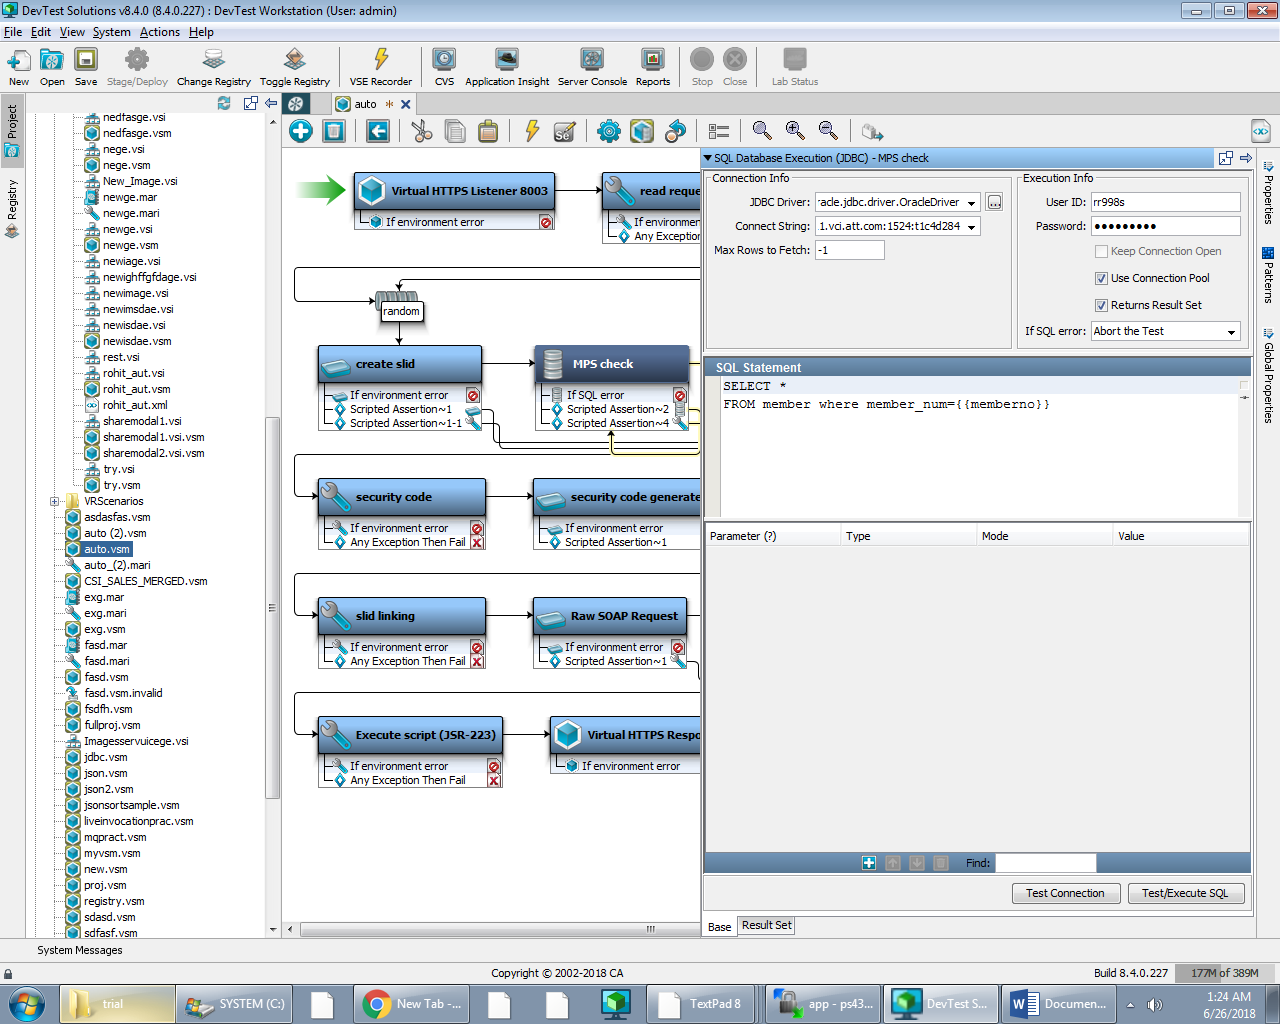 DevTest Solutions v8.4.0 (8.4.0.227) : DevTest Workstation (User: admin)
File Edit View System Actions Help
New Open Save Stage/Deploy Change Registry Toggle Registry VSE Recorder CVS Application Insight Server Console Reports Stop Close Lab Status
Project
Registry
nedfasge.vsi
nedfasge.vsm
nege.vsi
nege.vsm
New_Image.vsi
newge.mar
newge.mari
newge.vsi
newge.vsm
newiage.vsi
newighffgfdage.vsi
newimage.vsi
newimsdae.vsi
newisdae.vsi
newisdae.vsm
rest.vsi
rohit_aut.vsi
rohit_aut.vsm
rohit_aut.xml
sharemodal1.vsi
sharemodal1.vsi.vsm
sharemodal2.vsi.vsm
try.vsi
try.vsm
VRScenarios
asdasfas.vsm
auto (2).vsm
auto.vsm
auto_(2).mari
CSI_SALES_MERGED.vsm
exg.mar
exg.mari
exg.vsm
fasd.mar
fasd.mari
fasd.vsm
fasd.vsm.invalid
fsdfh.vsm
fullproj.vsm
Imagesservuicege.vsi
jdbc.vsm
json.vsm
json2.vsm
jsonsortsample.vsm
liveinvocationprac.vsm
mqpract.vsm
myvsm.vsm
new.vsm
proj.vsm
registry.vsm
sdasd.vsm
sdfasf.vsm
auto
Virtual HTTPS Listener 8003
If environment error
read reque
If environmen
Any Exception
random
create slid
If environment error
Scripted Assertion~1
Scripted Assertion~1-1
MPS check
If SQL error
Scripted Assertion~2
Scripted Assertion~4
security code
If environment error
Any Exception Then Fail
security code generate
If environment error
Scripted Assertion~1
slid linking
If environment error
Any Exception Then Fail
Raw SOAP Request
If environment error
Scripted Assertion~1
Execute script (JSR-223)
If environment error
Any Exception Then Fail
Virtual HTTPS Respo
If environment error
SQL Database Execution (JDBC) - MPS check
Connection Info
JDBC Driver: racle.jdbc.driver.OracleDriver ...
Connect String: 1.vci.att.com:1524:t1c4d284
Max Rows to Fetch: -1
Execution Info
User ID: rr998s
Password: ●●●●●●●●●
Keep Connection Open
Use Connection Pool
Returns Result Set
If SQL error: Abort the Test
SQL Statement
SELECT *
FROM member where member_num={{memberno}}
Parameter (?) Type Mode Value
Find:
Test Connection Test/Execute SQL
Base Result Set
Properties
Patterns
Global Properties
System Messages
Copyright © 2002-2018 CA
Build 8.4.0.227 177M of 389M
trial
SYSTEM (C:)
New Tab -...
TextPad 8
app - ps43...
DevTest S...
Documen...
1:24 AM
6/26/2018